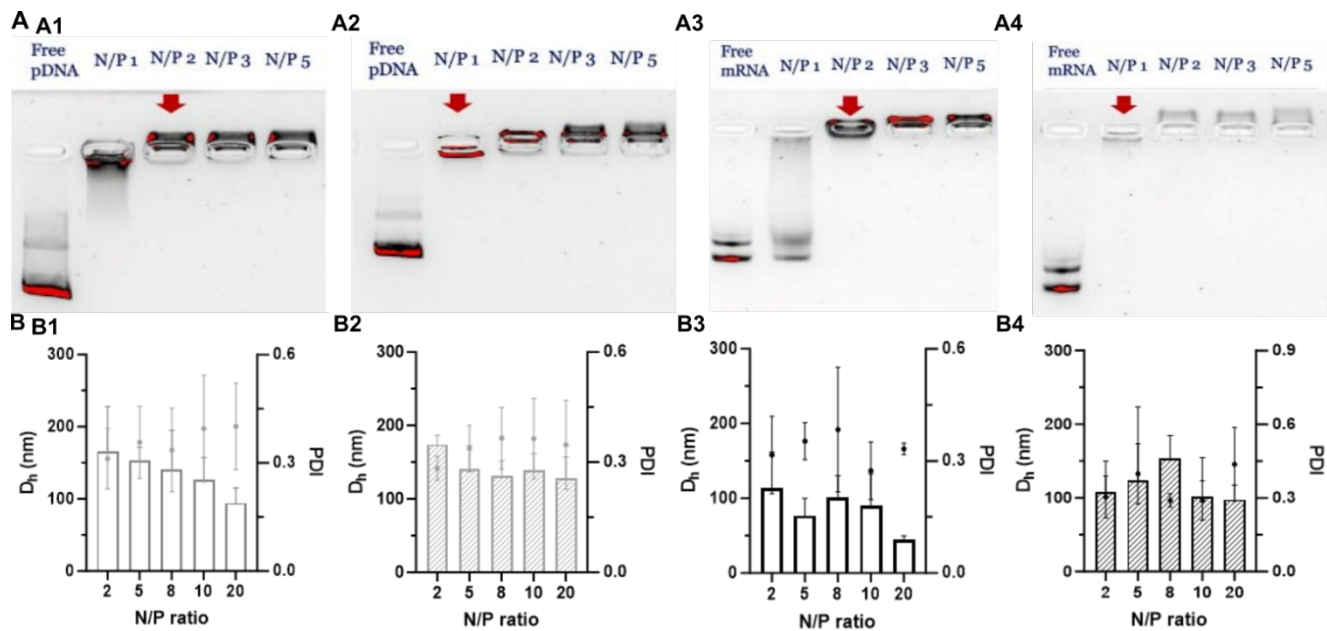 A A1
Free
pDNA N/P 1 N/P 2 N/P 3 N/P 5
A2
Free
pDNA N/P 1 N/P 2 N/P 3 N/P 5
A3
Free
mRNA N/P 1 N/P 2 N/P 3 N/P 5
A4
Free
mRNA N/P 1 N/P 2 N/P 3 N/P 5
B B1
300 0.6
200
0.3
100
0 0.0
2 5 8 10 20
Dh (nm)
PDI
N/P ratio
B2
300 0.6
200
0.3
100
0 0.0
2 5 8 10 20
Dh (nm)
PDI
N/P ratio
B3
300 0.6
200
0.3
100
0 0.0
2 5 8 10 20
Dh (nm)
PDI
N/P ratio
B4
300 0.9
200 0.6
100 0.3
0 0.0
2 5 8 10 20
Dh (nm)
PDI
N/P ratio